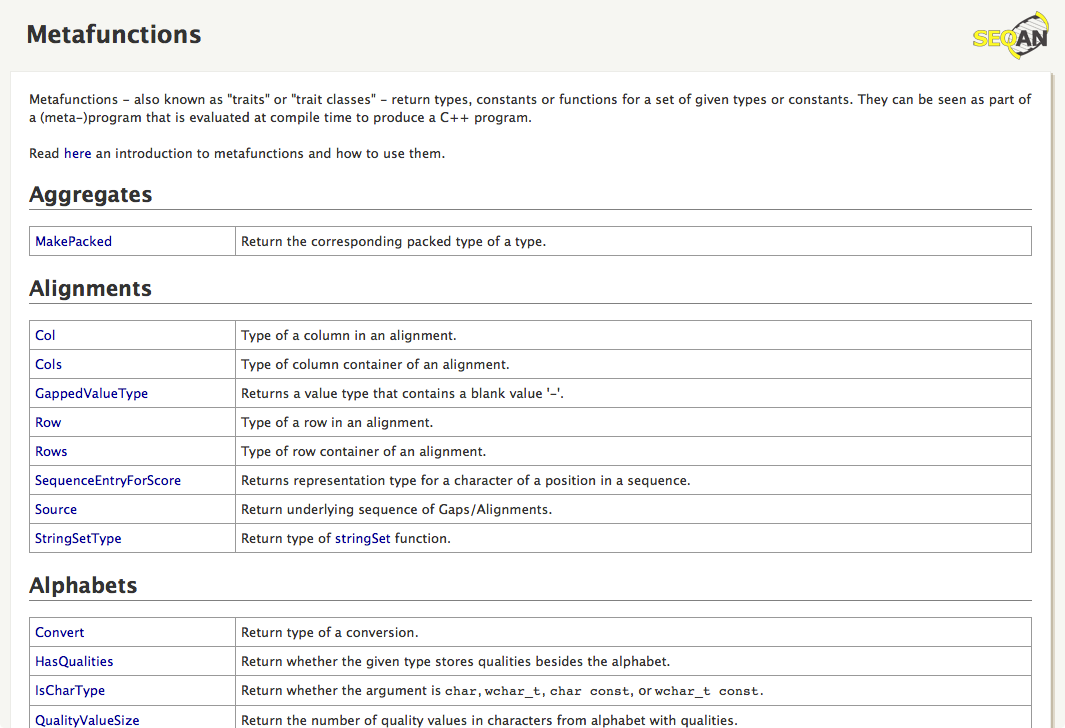 Metafunctions
SEQAN
Metafunctions – also known as "traits" or "trait classes" – return types, constants or functions for a set of given types or constants. They can be seen as part of
a (meta-)program that is evaluated at compile time to produce a C++ program.
Read here an introduction to metafunctions and how to use them.
Aggregates
MakePacked Return the corresponding packed type of a type.
Alignments
Col Type of a column in an alignment.
Cols Type of column container of an alignment.
GappedValueType Returns a value type that contains a blank value '-'.
Row Type of a row in an alignment.
Rows Type of row container of an alignment.
SequenceEntryForScore Returns representation type for a character of a position in a sequence.
Source Return underlying sequence of Gaps/Alignments.
StringSetType Return type of stringSet function.
Alphabets
Convert Return type of a conversion.
HasQualities Return whether the given type stores qualities besides the alphabet.
IsCharType Return whether the argument is char, wchar_t, char const, or wchar_t const.
QualityValueSize Return the number of quality values in characters from alphabet with qualities.